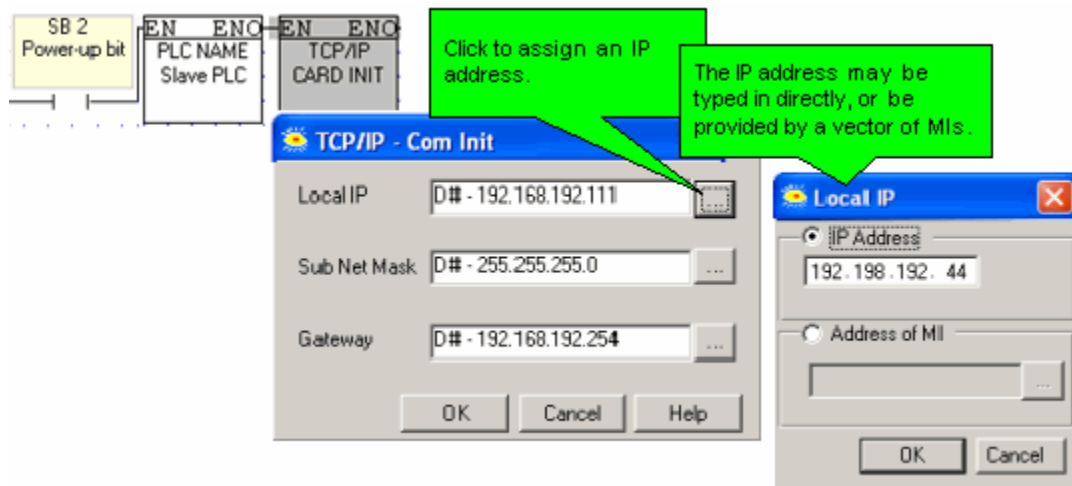 SB 2
Power-up bit
EN ENO
PLC NAME
Slave PLC
EN ENO
TCP/IP
CARD INIT
Click to assign an IP
address.
The IP address may be
typed in directly, or be
provided by a vector of MIs.
TCP/IP - Com Init
Local IP
D# - 192.168.192.111
...
Sub Net Mask
D# - 255.255.255.0
...
Gateway
D# - 192.168.192.254
...
OK Cancel Help
Local IP
IP Address
192 . 198 . 192 . 44
Address of MI
...
OK Cancel